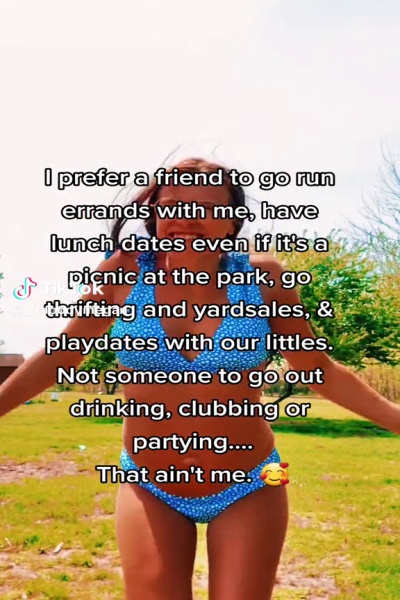 I prefer a friend to go run
errands with me, have
lunch dates even if it's a
picnic at the park, go
TikTok
thrifting and yardsales, &
playdates with our littles.
Not someone to go out
drinking, clubbing or
partying....
That ain't me. 🥰